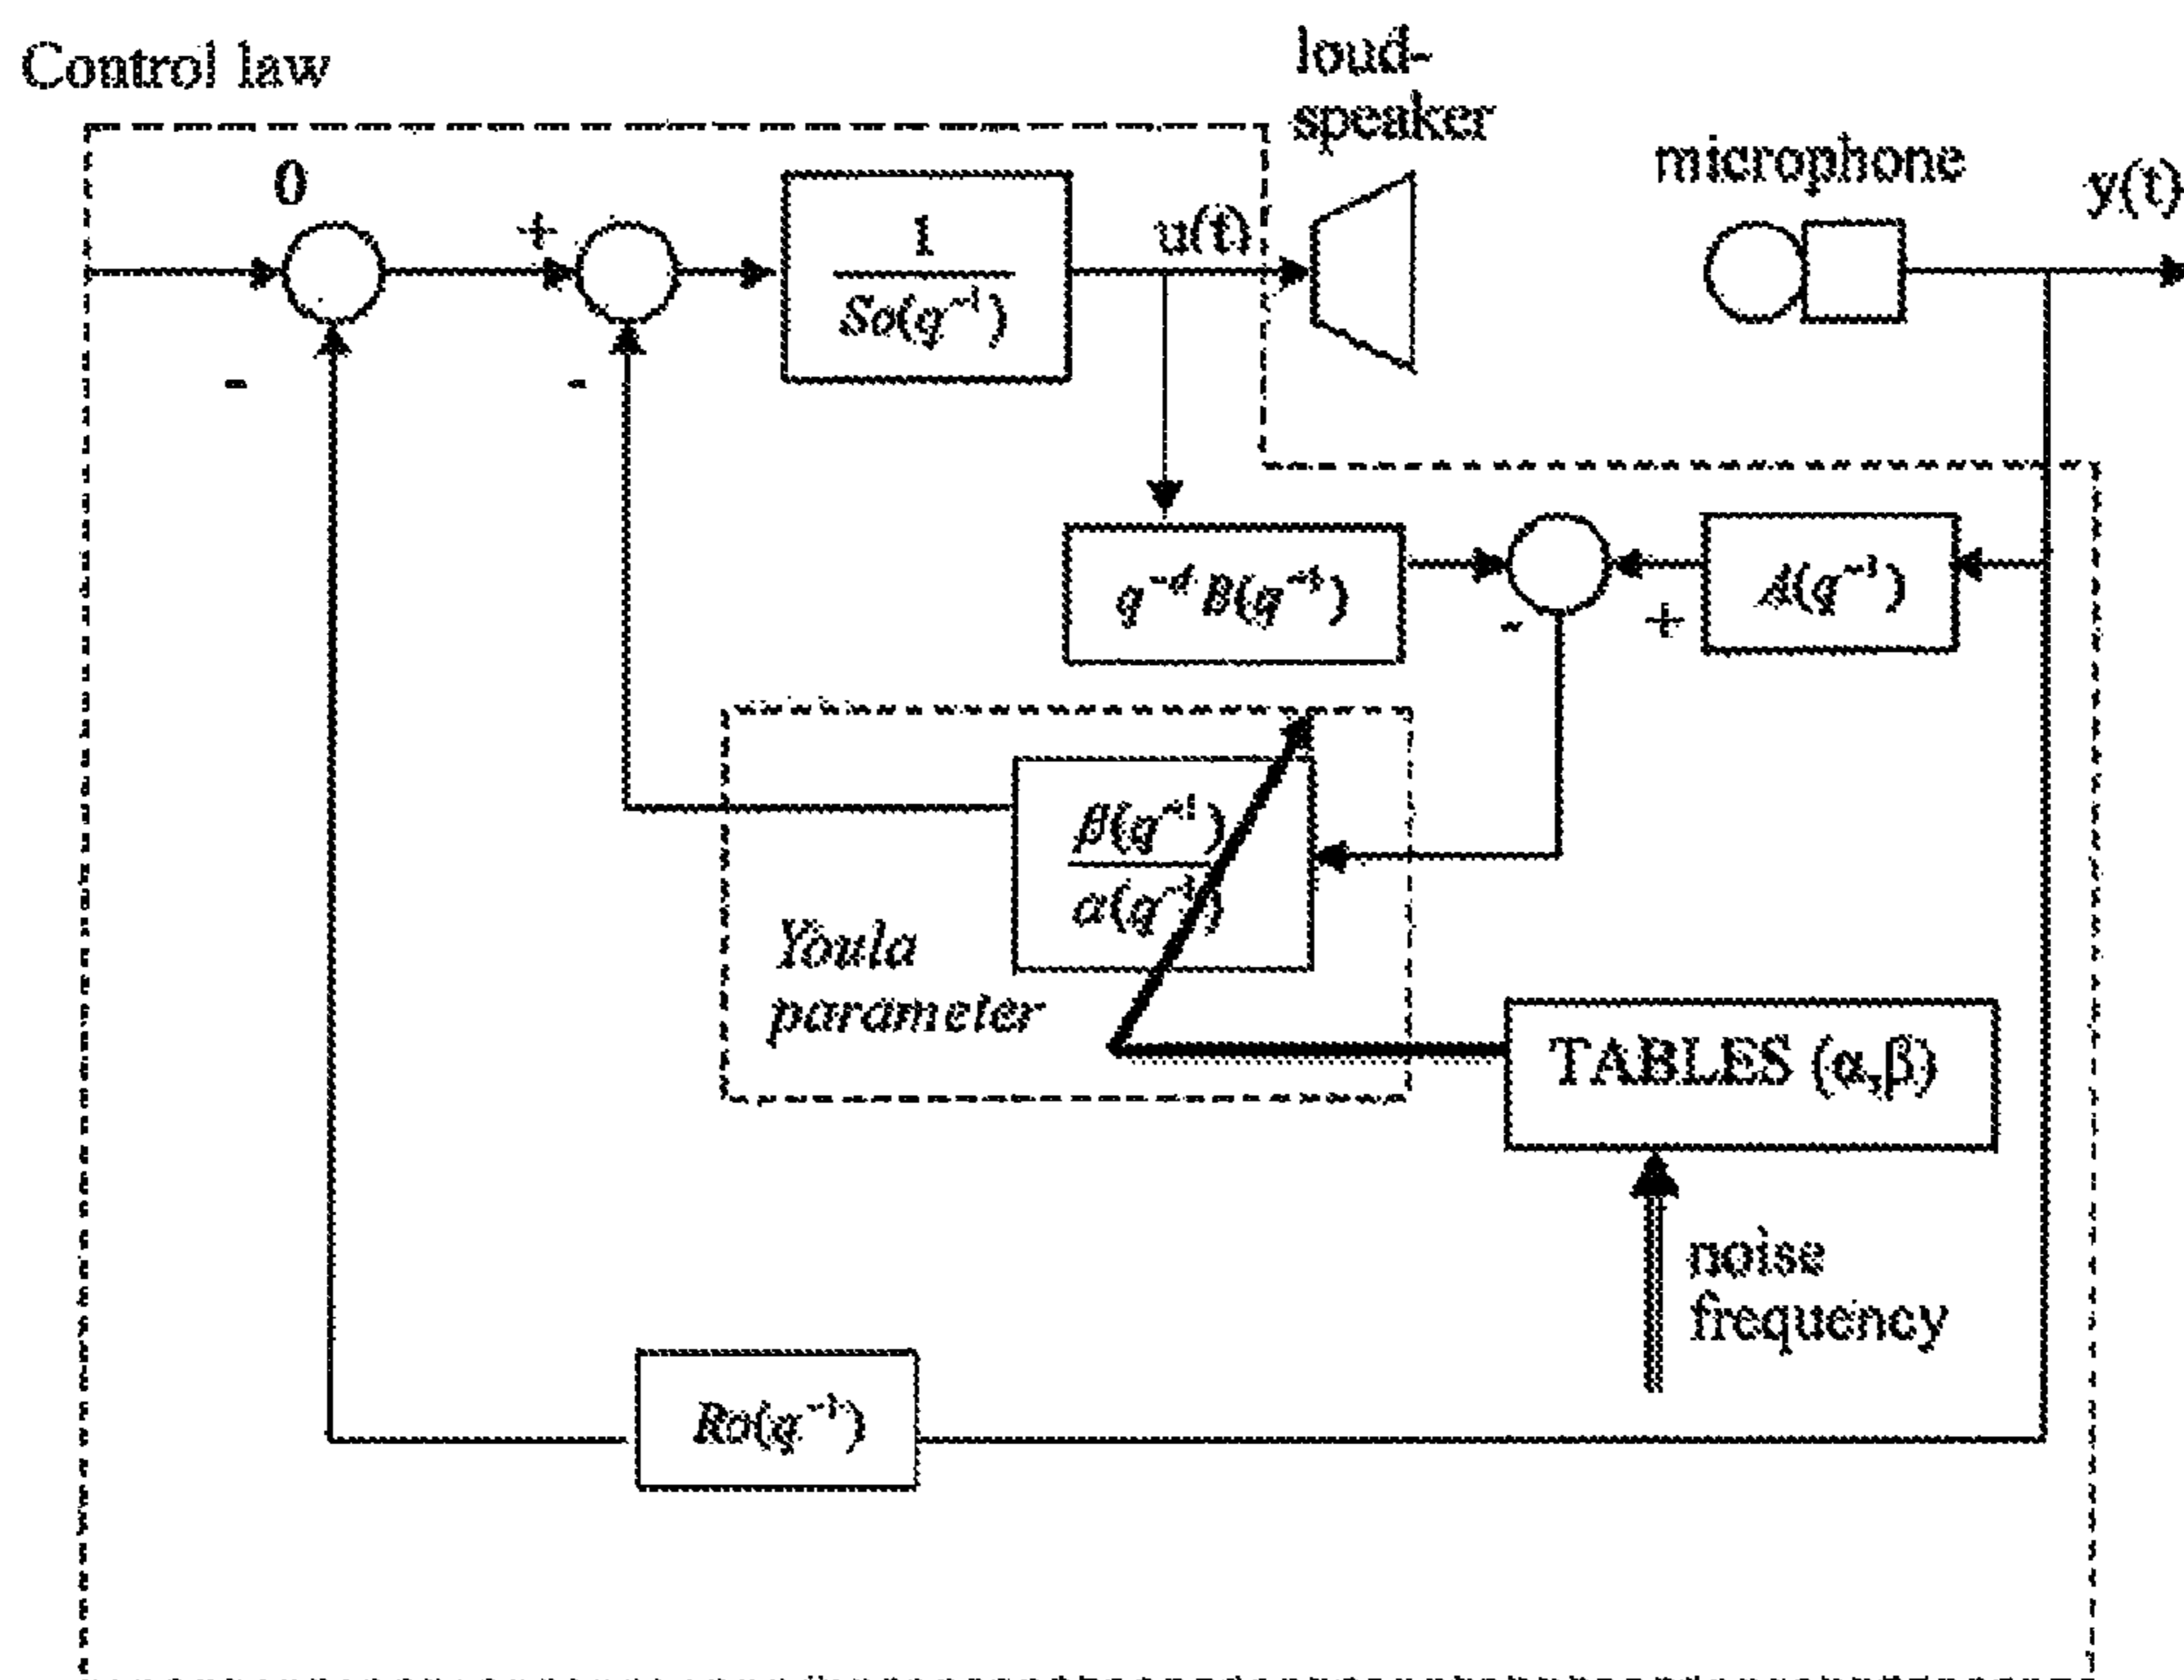 Control law
loud-
speaker
microphone
y(t)
0
+
1
So(q⁻¹)
u(t)
-
-
q⁻ᵈ B(q⁻¹)
-
+
A(q⁻¹)
β(q⁻¹)
α(q⁻¹)
Youla
parameter
TABLES (α,β)
noise
frequency
Ro(q⁻¹)